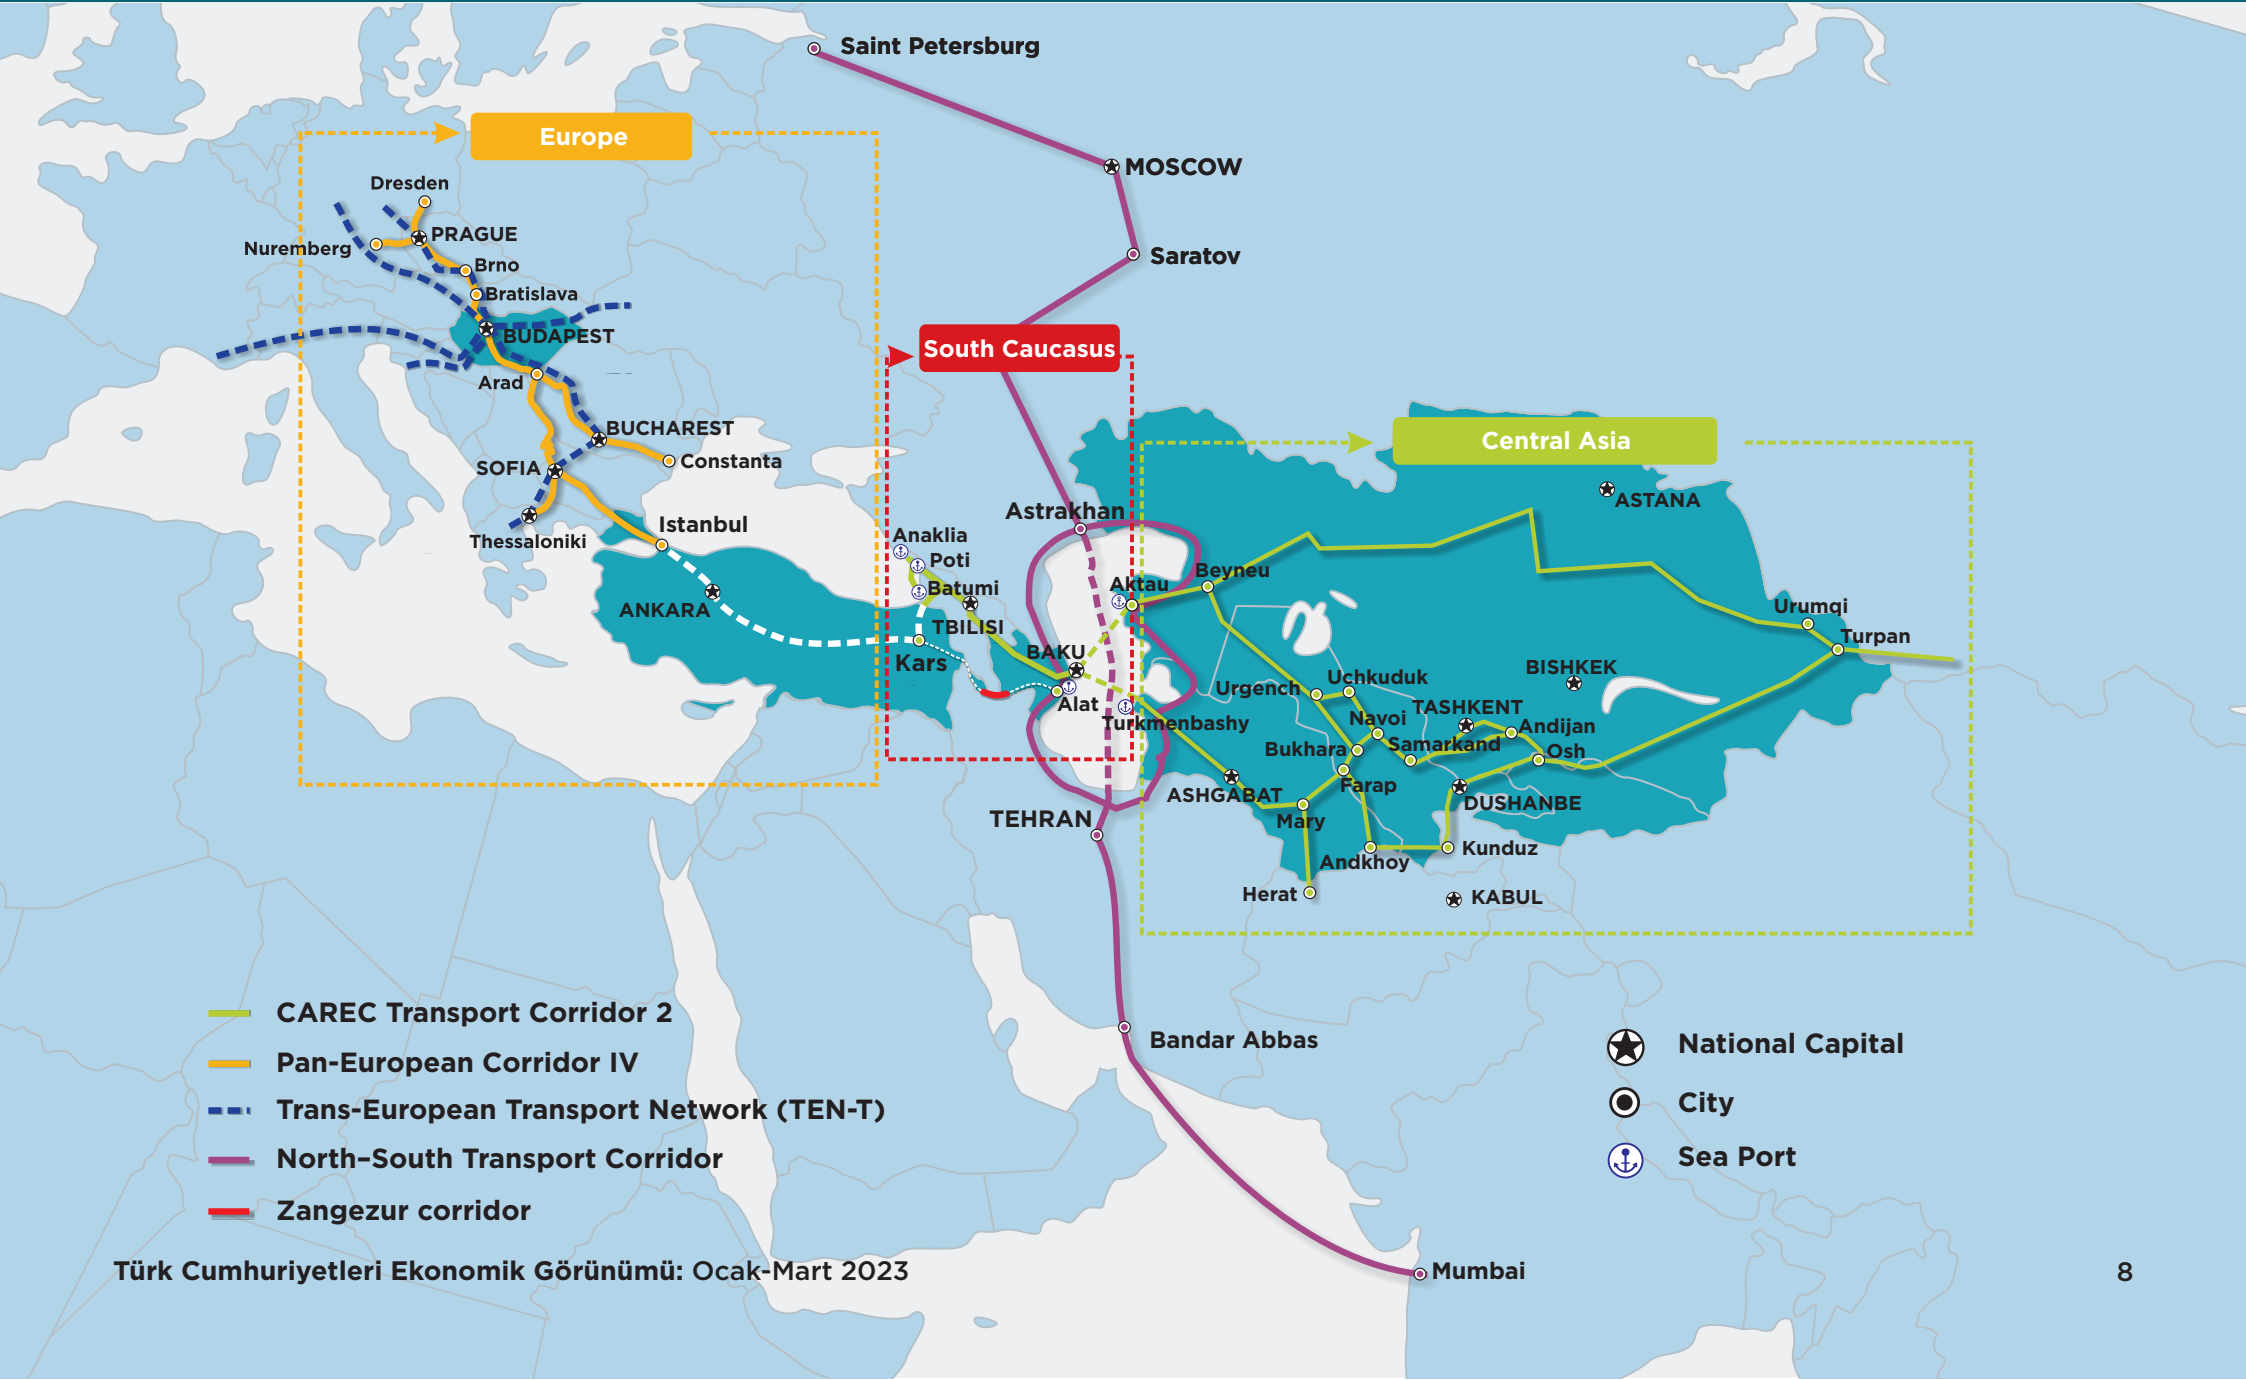 Saint Petersburg
Europe
MOSCOW
Dresden
PRAGUE
Nuremberg
Saratov
Brno
Bratislava
BUDAPEST
South Caucasus
Arad
BUCHAREST
Central Asia
Constanta
SOFIA
ASTANA
Astrakhan
Istanbul
Thessaloniki
Anaklia
Poti
Beyneu
Aktau
Batumi
ANKARA
Urumqi
TBILISI
Turpan
BAKU
Kars
BISHKEK
Uchkuduk
Urgench
Alat
TASHKENT
Turkmenbashy
Navoi
Andijan
Samarkand
Bukhara
Osh
Farap
ASHGABAT
DUSHANBE
TEHRAN
Mary
Kunduz
Andkhoy
Herat
KABUL
Bandar Abbas
CAREC Transport Corridor 2
Pan-European Corridor IV
Trans-European Transport Network (TEN-T)
North–South Transport Corridor
Zangezur corridor
National Capital
City
Sea Port
Mumbai
Türk Cumhuriyetleri Ekonomik Görünümü: Ocak-Mart 2023
8